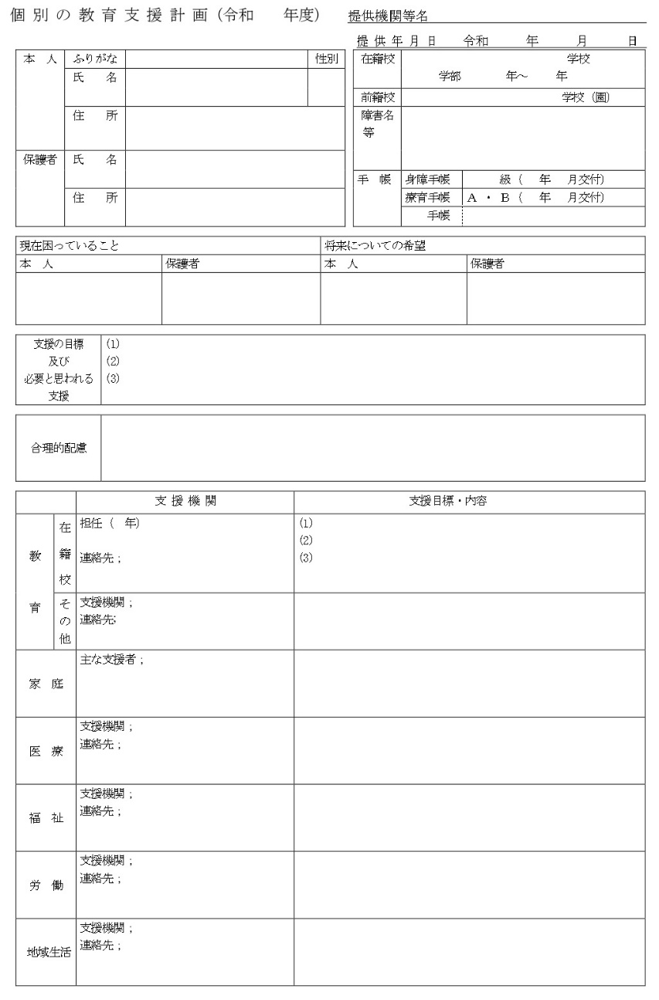 個別の教育支援計画（令和　　年度）　提供機関等名
提供年月日　令和　　年　　月　　日
本　人　ふりがな　性別
氏　名
住　所
保護者　氏　名
住　所
在籍校　学校
学部　　年～　　年
前籍校　学校（園）
障害名
等
手　帳　身障手帳　級（　年　月交付）
療育手帳　Ａ・Ｂ（　年　月交付）
手帳
現在困っていること　将来についての希望
本　人　保護者　本　人　保護者
支援の目標　(1)
及び　(2)
必要と思われる　(3)
支援
合理的配慮
支援機関　支援目標・内容
教育　在籍校　担任（　年）　(1)
(2)
連絡先；　(3)
その他　支援機関；
連絡先;
家　庭　主な支援者；
医　療　支援機関；
連絡先；
福　祉　支援機関；
連絡先；
労　働　支援機関；
連絡先；
地域生活　支援機関；
連絡先；